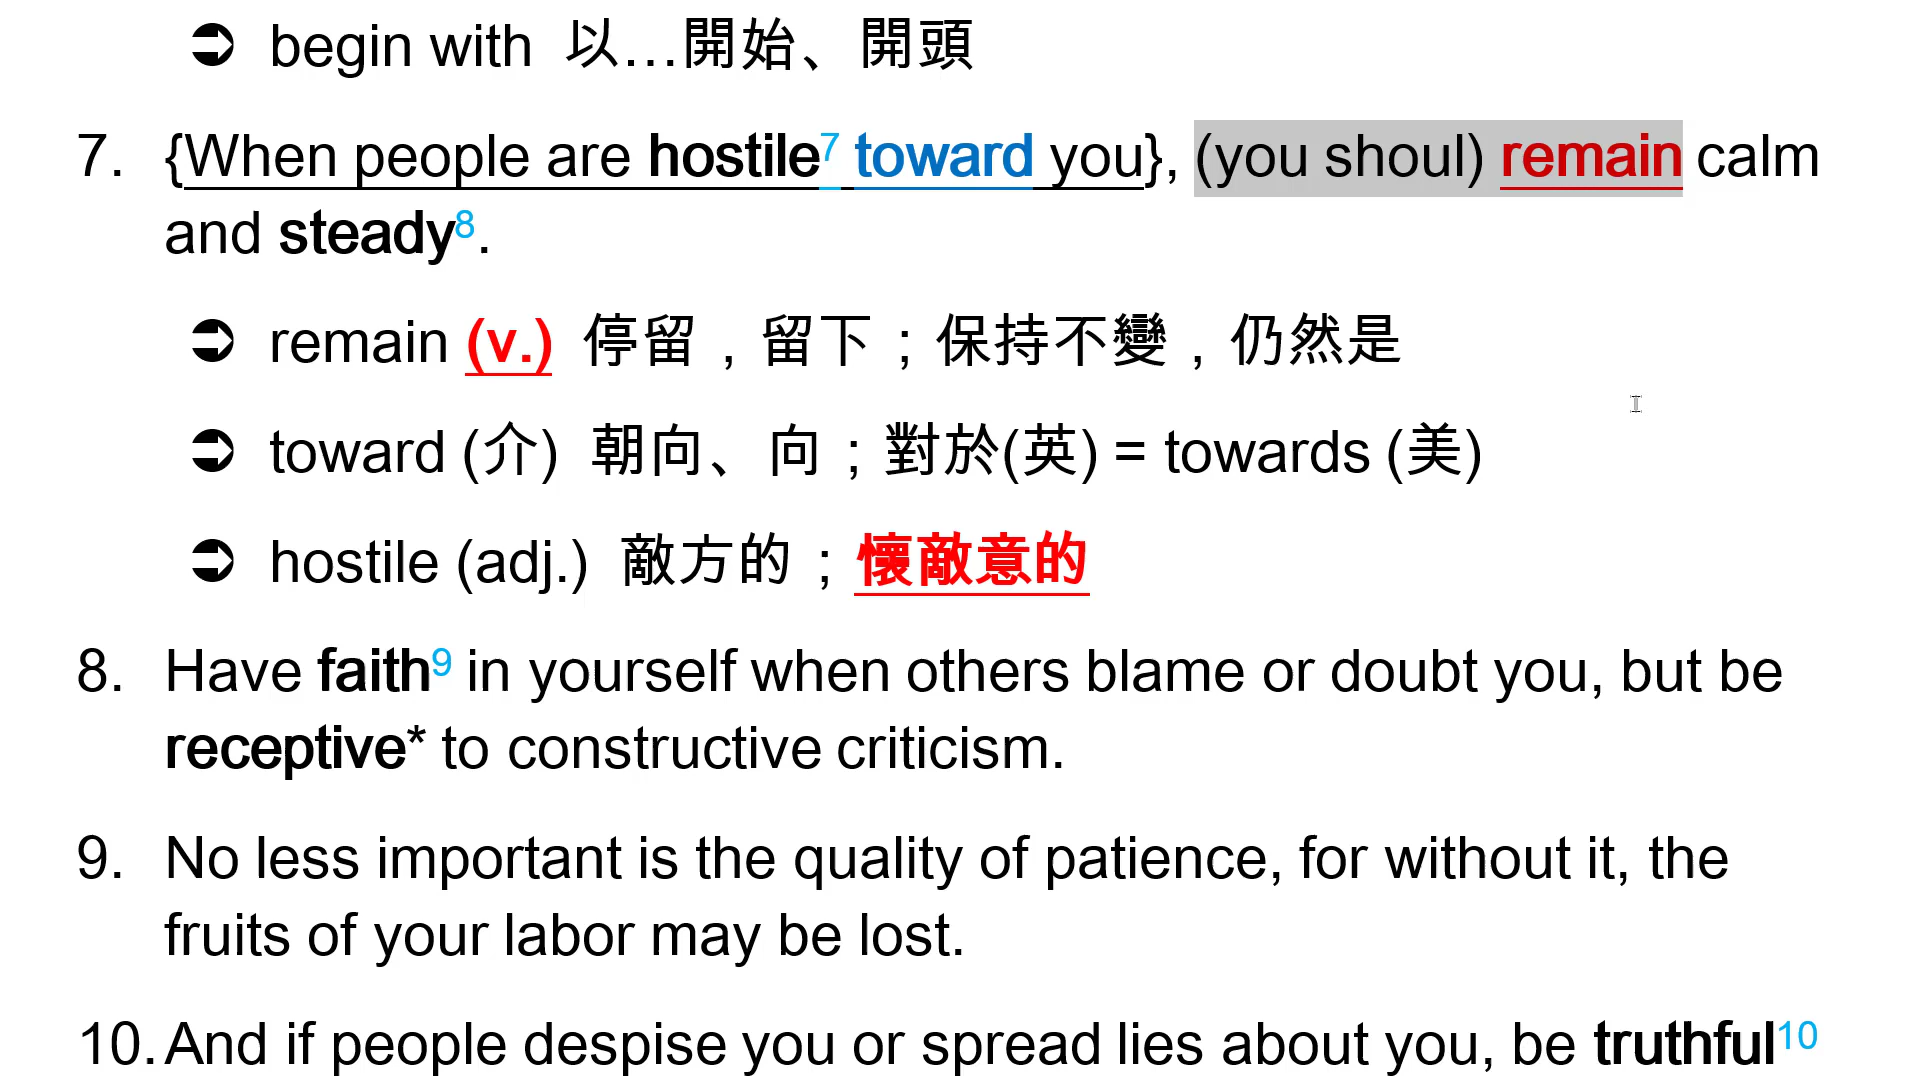 ➲ begin with 以…開始、開頭
7. {When people are hostile7 toward you}, (you shoul) remain calm
and steady8.
➲ remain (v.) 停留，留下；保持不變，仍然是
➲ toward (介) 朝向、向；對於(英) = towards (美)
➲ hostile (adj.) 敵方的；懷敵意的
8. Have faith9 in yourself when others blame or doubt you, but be
receptive* to constructive criticism.
9. No less important is the quality of patience, for without it, the
fruits of your labor may be lost.
10. And if people despise you or spread lies about you, be truthful10